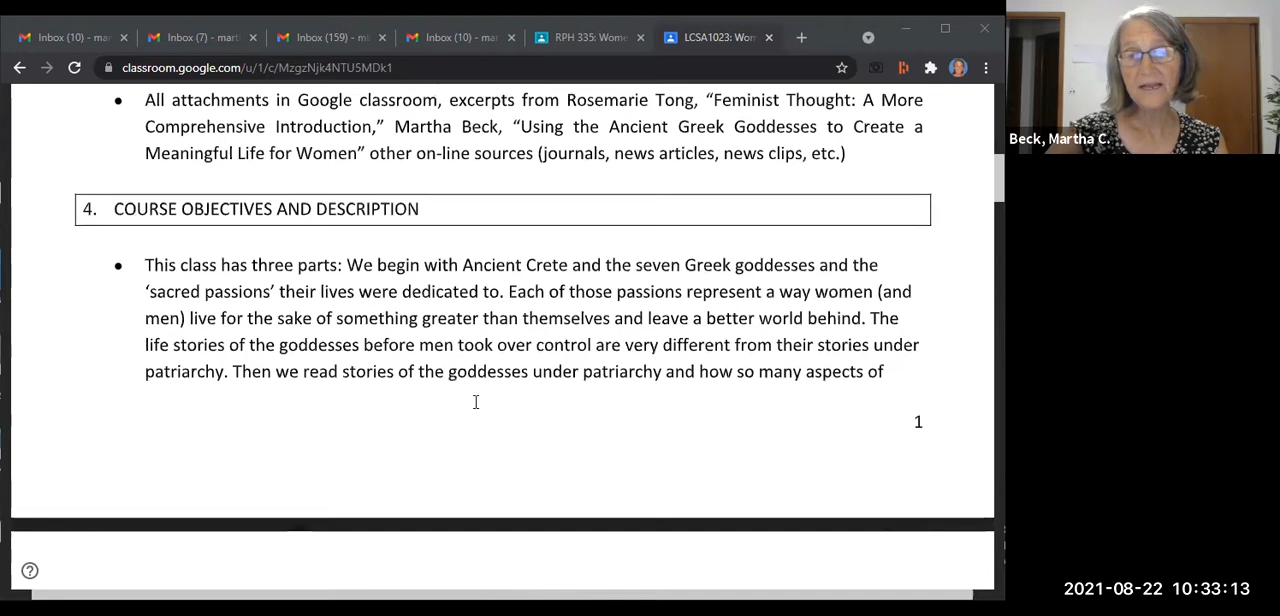 Inbox (10) - mar
Inbox (7) - mart
Inbox (159) - m
Inbox (10) - mar
RPH 335: Wome
LCSA1023: Wom
classroom.google.com/u/1/c/MzgzNjk4NTU5MDk1
All attachments in Google classroom, excerpts from Rosemarie Tong, “Feminist Thought: A More
Comprehensive Introduction,” Martha Beck, “Using the Ancient Greek Goddesses to Create a
Meaningful Life for Women” other on-line sources (journals, news articles, news clips, etc.)
Beck, Martha C.
4. COURSE OBJECTIVES AND DESCRIPTION
This class has three parts: We begin with Ancient Crete and the seven Greek goddesses and the
‘sacred passions’ their lives were dedicated to. Each of those passions represent a way women (and
men) live for the sake of something greater than themselves and leave a better world behind. The
life stories of the goddesses before men took over control are very different from their stories under
patriarchy. Then we read stories of the goddesses under patriarchy and how so many aspects of
1
2021-08-22 10:33:13